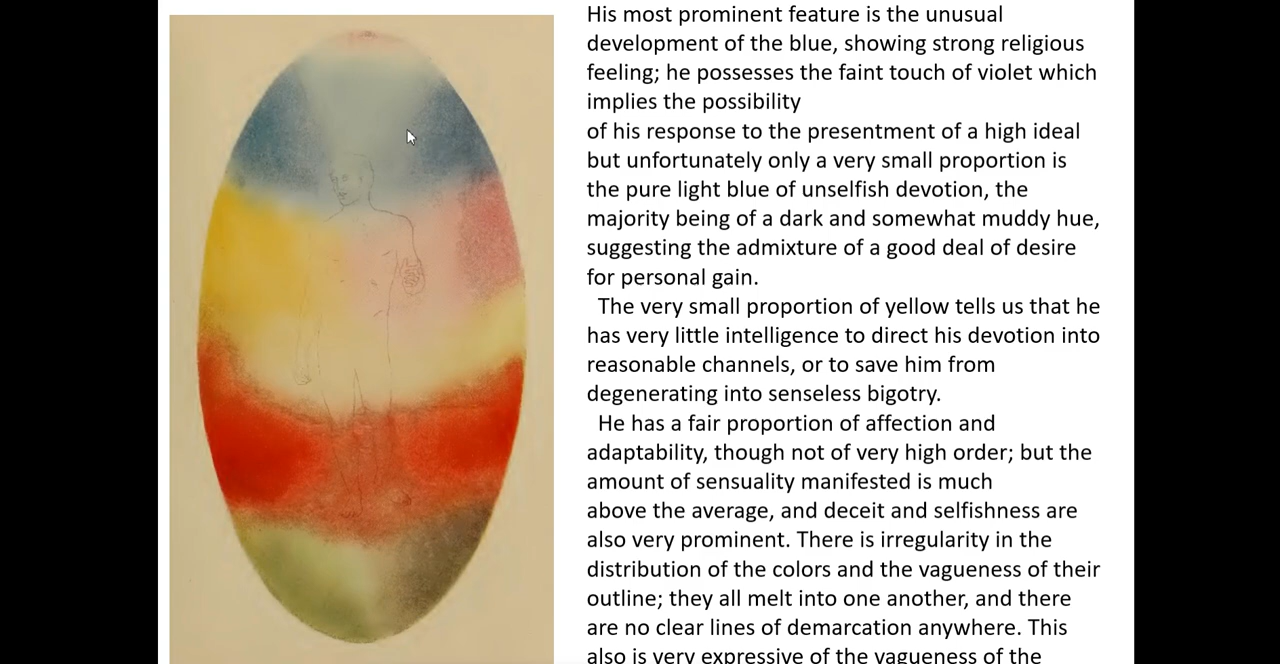 His most prominent feature is the unusual
development of the blue, showing strong religious
feeling; he possesses the faint touch of violet which
implies the possibility
of his response to the presentment of a high ideal
but unfortunately only a very small proportion is
the pure light blue of unselfish devotion, the
majority being of a dark and somewhat muddy hue,
suggesting the admixture of a good deal of desire
for personal gain.
The very small proportion of yellow tells us that he
has very little intelligence to direct his devotion into
reasonable channels, or to save him from
degenerating into senseless bigotry.
He has a fair proportion of affection and
adaptability, though not of very high order; but the
amount of sensuality manifested is much
above the average, and deceit and selfishness are
also very prominent. There is irregularity in the
distribution of the colors and the vagueness of their
outline; they all melt into one another, and there
are no clear lines of demarcation anywhere. This
also is very expressive of the vagueness of the